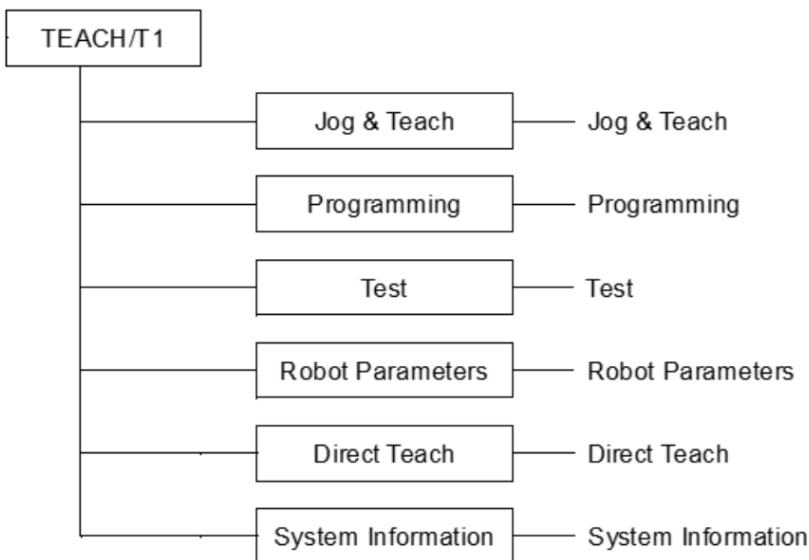 TEACH/T1
Jog & Teach Jog & Teach
Programming Programming
Test Test
Robot Parameters Robot Parameters
Direct Teach Direct Teach
System Information System Information